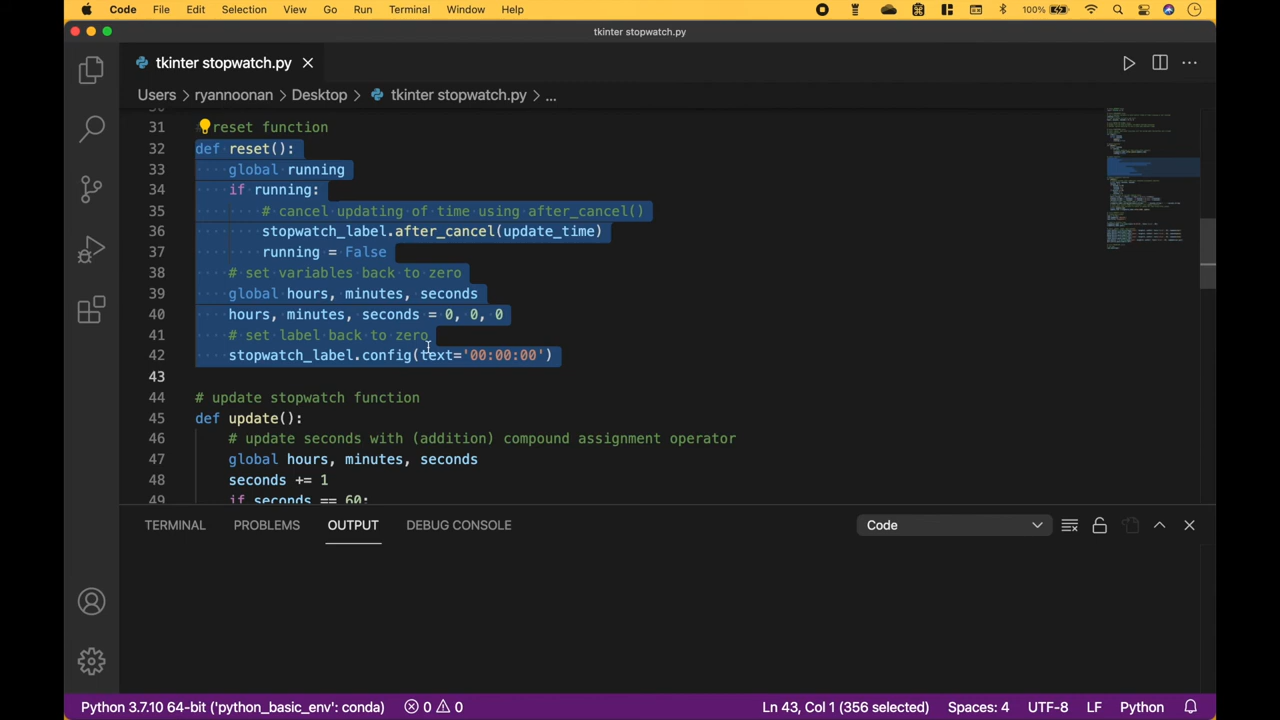 Code File Edit Selection View Go Run Terminal Window Help 100%
tkinter stopwatch.py
tkinter stopwatch.py
Users > ryannoonan > Desktop > tkinter stopwatch.py > ...
31 # reset function
32 def reset():
33 global running
34 if running:
35 # cancel updating of time using after_cancel()
36 stopwatch_label.after_cancel(update_time)
37 running = False
38 # set variables back to zero
39 global hours, minutes, seconds
40 hours, minutes, seconds = 0, 0, 0
41 # set label back to zero
42 stopwatch_label.config(text='00:00:00')
43
44 # update stopwatch function
45 def update():
46 # update seconds with (addition) compound assignment operator
47 global hours, minutes, seconds
48 seconds += 1
49 if seconds == 60:
TERMINAL PROBLEMS OUTPUT DEBUG CONSOLE Code
Python 3.7.10 64-bit ('python_basic_env': conda) 0 0 Ln 43, Col 1 (356 selected) Spaces: 4 UTF-8 LF Python